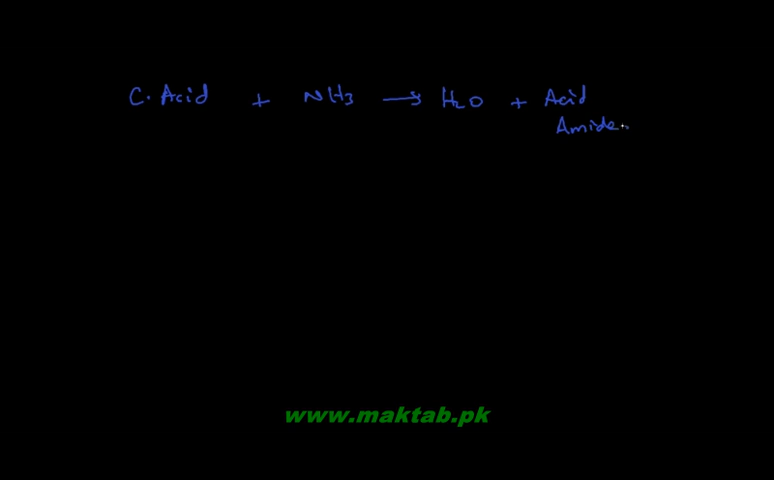 C. Acid + NH3 → H2O + Acid
Amide
www.maktab.pk